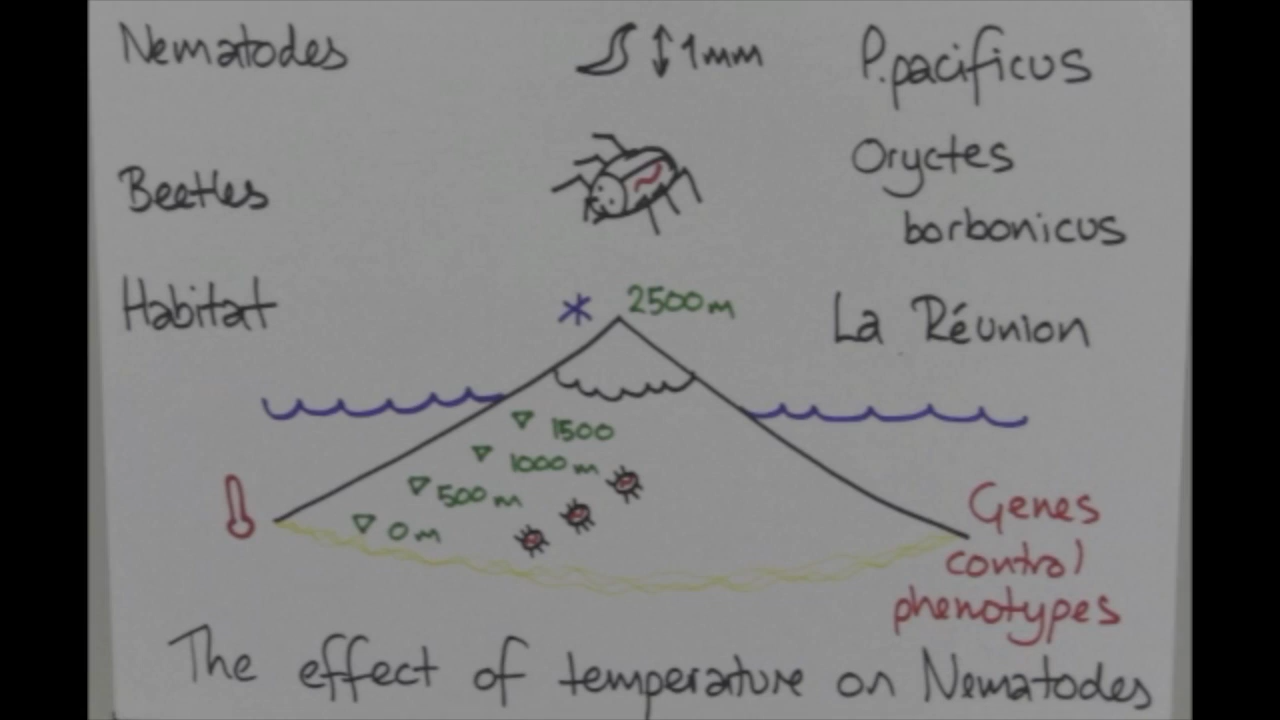 Nematodes
1mm
P.pacificus
Beetles
Oryctes
borbonicus
Habitat
2500m
La Réunion
1500
1000m
500m
0m
Genes
control
phenotypes
The effect of temperature on Nematodes